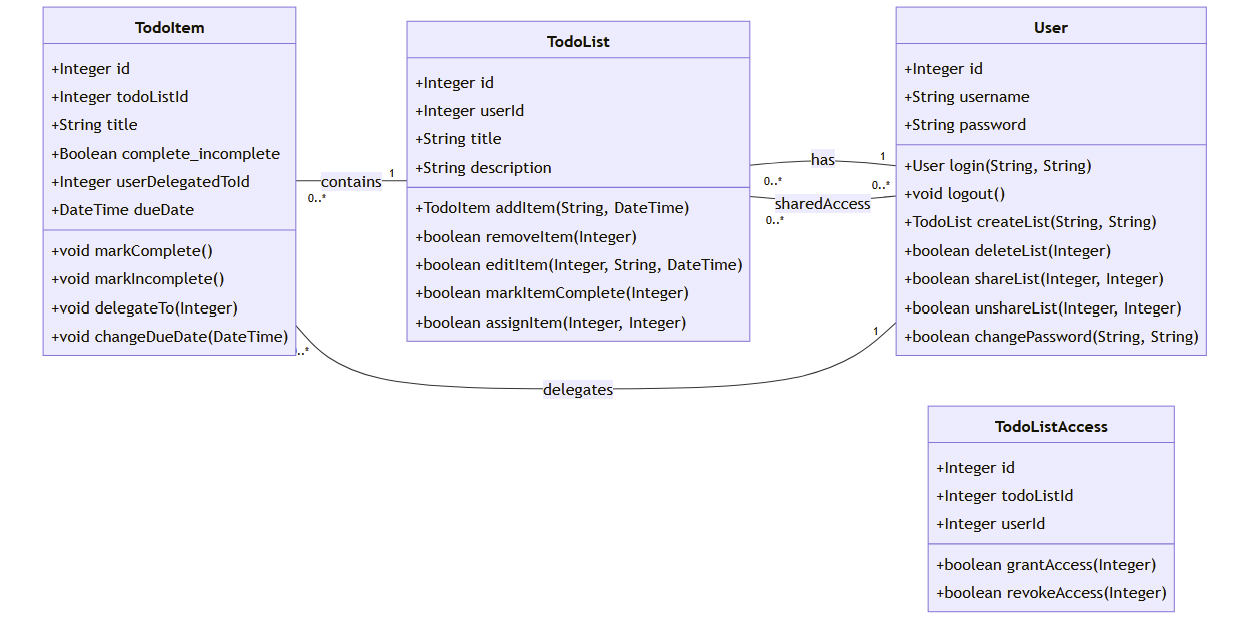 TodoItem
+Integer id
+Integer todoListId
+String title
+Boolean complete_incomplete
+Integer userDelegatedToId
+DateTime dueDate
+void markComplete()
+void markIncomplete()
+void delegateTo(Integer)
+void changeDueDate(DateTime)
contains
1
0..*
TodoList
+Integer id
+Integer userId
+String title
+String description
+TodoItem addItem(String, DateTime)
+boolean removeItem(Integer)
+boolean editItem(Integer, String, DateTime)
+boolean markItemComplete(Integer)
+boolean assignItem(Integer, Integer)
has
1
0..*
0..*
sharedAccess
0..*
User
+Integer id
+String username
+String password
+User login(String, String)
+void logout()
+TodoList createList(String, String)
+boolean deleteList(Integer)
+boolean shareList(Integer, Integer)
+boolean unshareList(Integer, Integer)
+boolean changePassword(String, String)
1
..*
delegates
TodoListAccess
+Integer id
+Integer todoListId
+Integer userId
+boolean grantAccess(Integer)
+boolean revokeAccess(Integer)